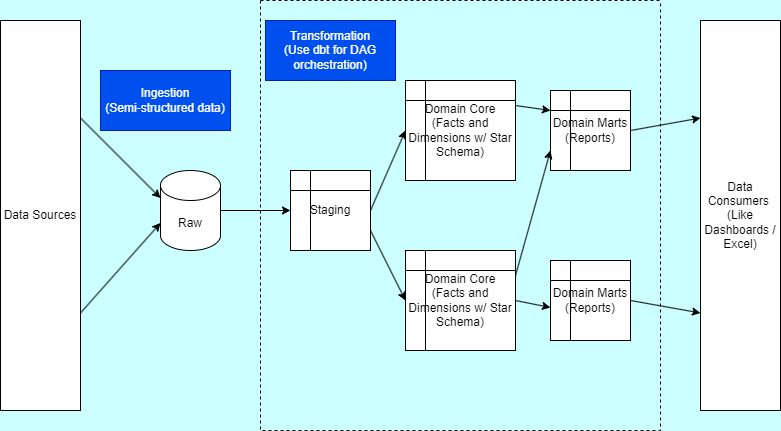 Data Sources
Ingestion
(Semi-structured data)
Raw
Transformation
(Use dbt for DAG
orchestration)
Staging
Domain Core
(Facts and
Dimensions w/ Star
Schema)
Domain Marts
(Reports)
Domain Core
(Facts and
Dimensions w/ Star
Schema)
Domain Marts
(Reports)
Data
Consumers
(Like
Dashboards /
Excel)